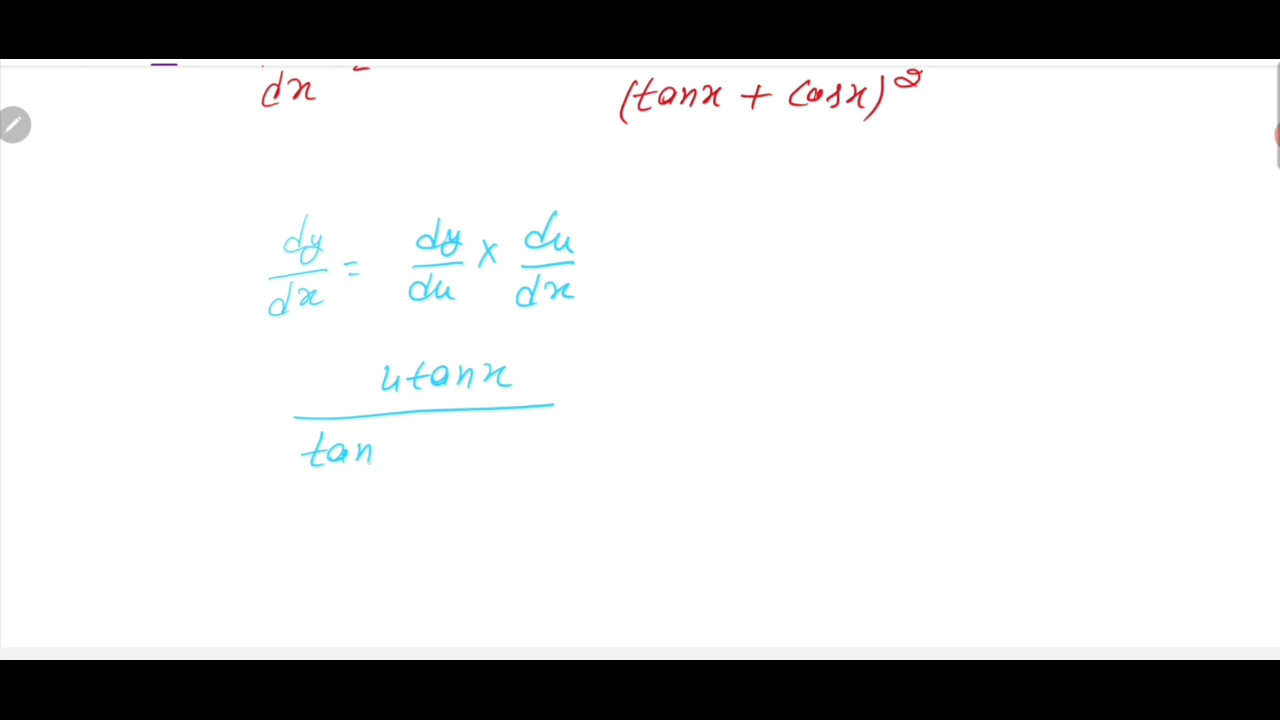 dx (tanx + cosx)²
dy/dx = dy/du × du/dx
utanx
tan